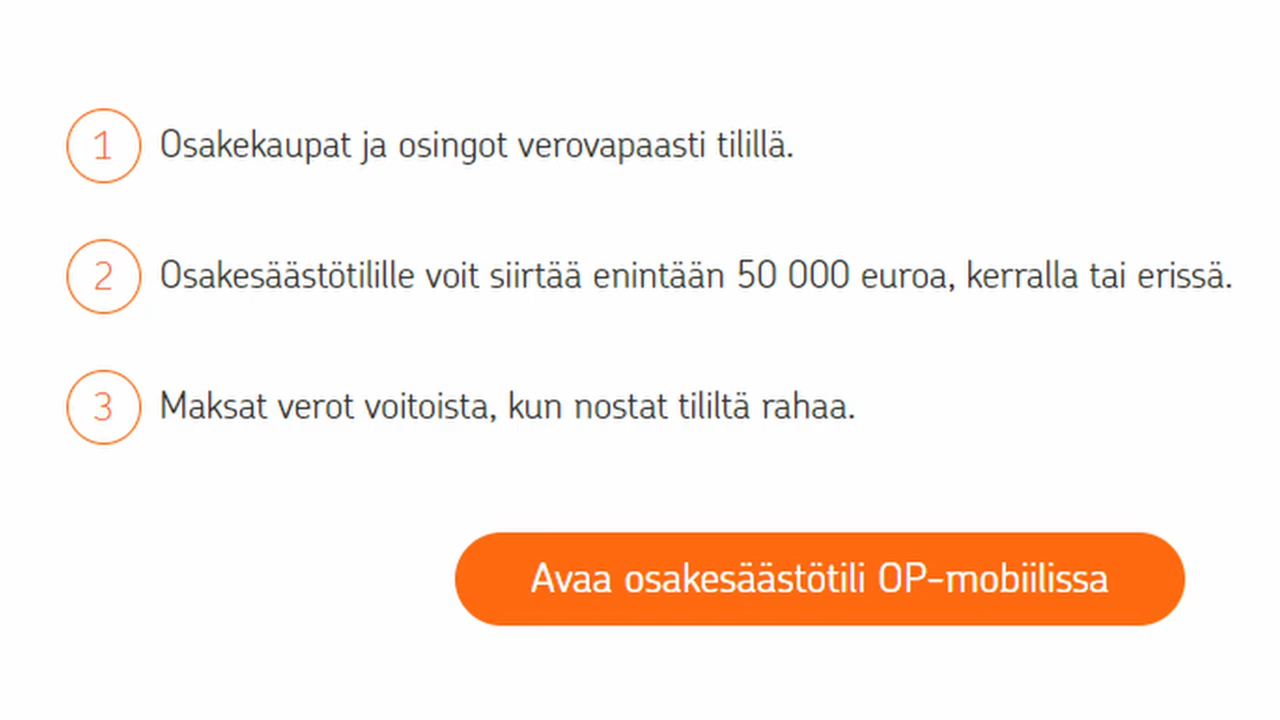 1 Osakekaupat ja osingot verovapaasti tilillä.
2 Osakesäästötilille voit siirtää enintään 50 000 euroa, kerralla tai erissä.
3 Maksat verot voitoista, kun nostat tililtä rahaa.
Avaa osakesäästötili OP-mobiilissa